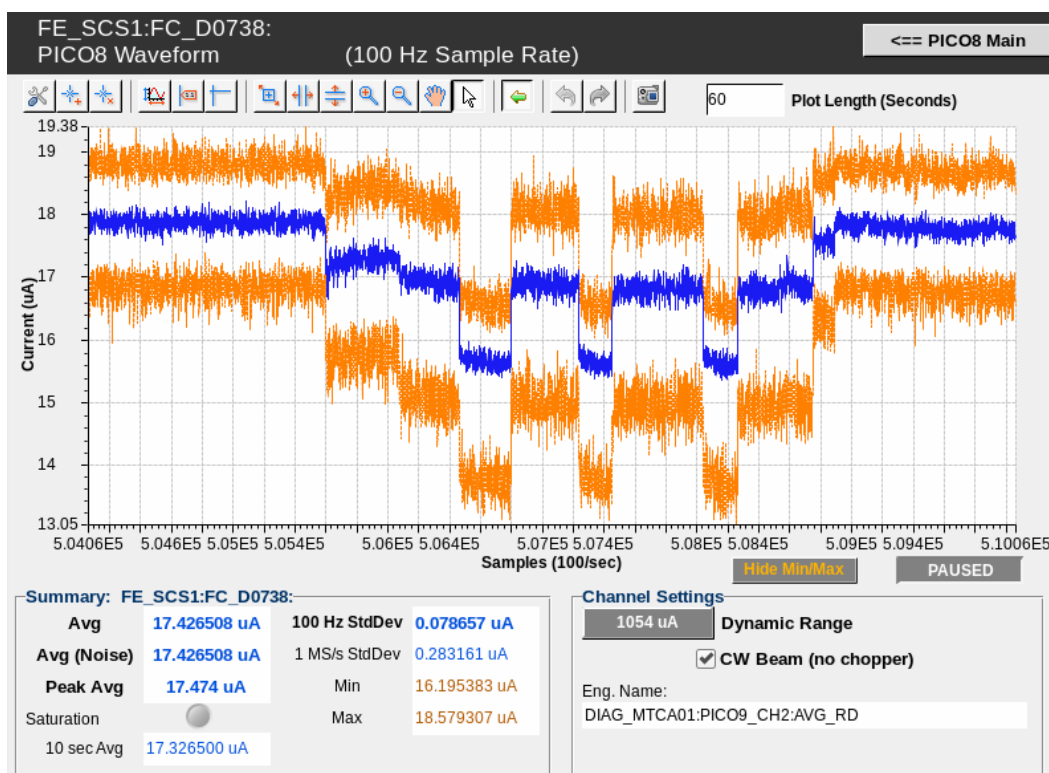 FE_SCS1:FC_D0738:
PICO8 Waveform (100 Hz Sample Rate)
<== PICO8 Main
60 Plot Length (Seconds)
19.38
19
18
17
16
15
14
13.05
Current (uA)
5.0406E5 5.046E5 5.05E5 5.054E5 5.06E5 5.064E5 5.07E5 5.074E5 5.08E5 5.084E5 5.09E5 5.094E5 5.1006E5
Samples (100/sec)
Hide Min/Max
PAUSED
Summary: FE_SCS1:FC_D0738:
Avg 17.426508 uA 100 Hz StdDev 0.078657 uA
Avg (Noise) 17.426508 uA 1 MS/s StdDev 0.283161 uA
Peak Avg 17.474 uA Min 16.195383 uA
Saturation Max 18.579307 uA
10 sec Avg 17.326500 uA
Channel Settings
1054 uA Dynamic Range
CW Beam (no chopper)
Eng. Name:
DIAG_MTCA01:PICO9_CH2:AVG_RD